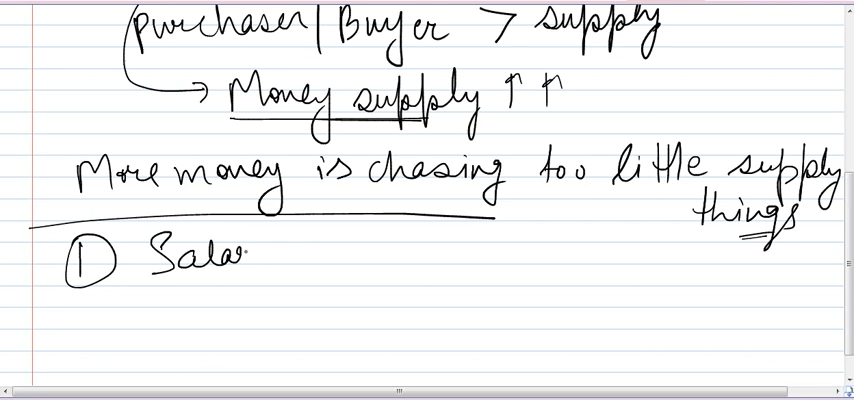 Purchaser/Buyer > supply
→ Money supply ↑ ↑
More money is chasing too little supply
things
① Sala